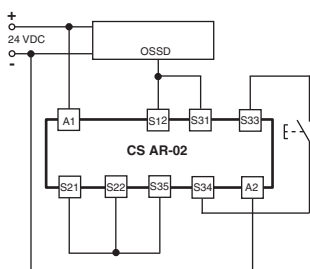 +
24 VDC
-
OSSD
A1
S12
S31
S33
CS AR-02
S21
S22
S35
S34
A2